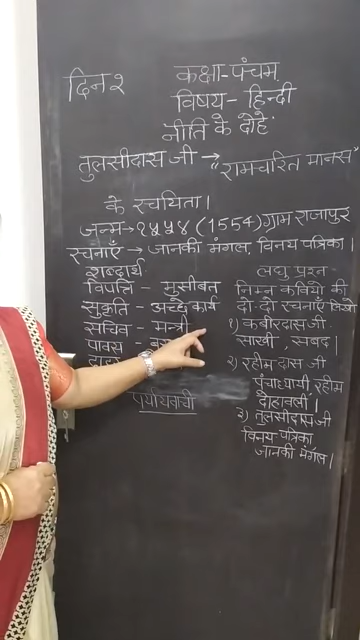 दिन २
कक्षा-पंचम
विषय- हिन्दी
नीति के दोहे
तुलसीदास जी → "रामचरित मानस"
के रचयिता।
जन्म→१५५४ (1554) ग्राम राजापुर
रचनाएँ → जानकी मंगल, विनय पत्रिका।
शब्दार्थ
विपत्ति - मुसीबत
सुकृति - अच्छे कार्य
सचिव - मन्त्री
पावस -
पर्यायवाची
लघु प्रश्न
निम्न कवियों की
दो-दो रचनाएँ लिखो
१) कबीरदास जी
साखी, सबद।
२) रहीम दास जी
पंचाध्यायी, रहीम
दोहावली।
३) तुलसीदास जी
विनय पत्रिका
जानकी मंगल।